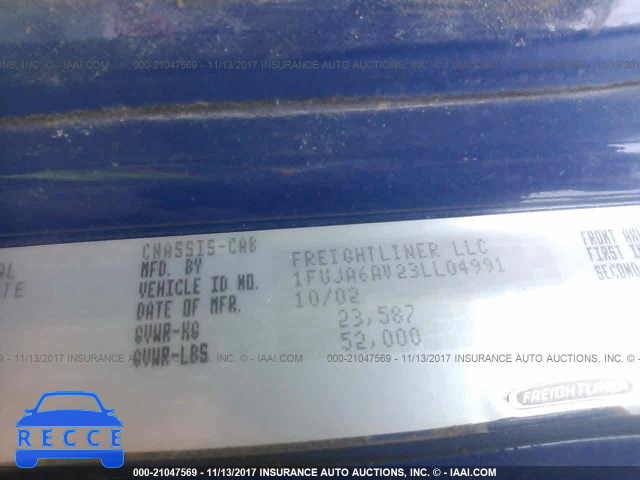 000-21047569 - 11/13/2017 INSURANCE AUTO AUCTIONS, INC. - © IAAI.COM
CHASSIS-CAB
MFD. BY FREIGHTLINER LLC
VEHICLE ID NO. 1FUJA6AV23LL04991
DATE OF MFR. 10/02
GVWR-KG 23,587
GVWR-LBS 52,000
FRONT
FIRST
SECOND
FREIGHTLINER
RECCE
000-21047569 - 11/13/2017 INSURANCE AUTO AUCTIONS, INC. - © IAAI.COM